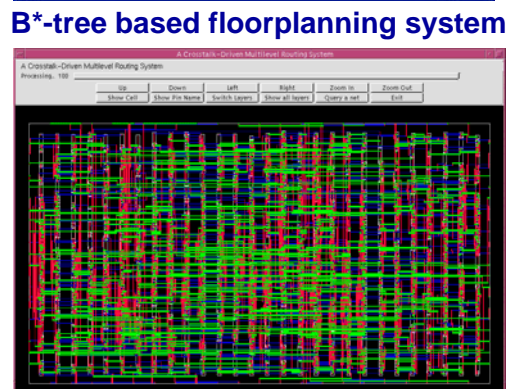 B*-tree based floorplanning system
A Crosstalk-Driven Multilevel Routing System
A Crosstalk-Driven Multilevel Routing System
Processing. 100
Up Down Left Right Zoom In Zoom Out
Show Cell Show Pin Name Switch Layers Show all layers Query a net Exit